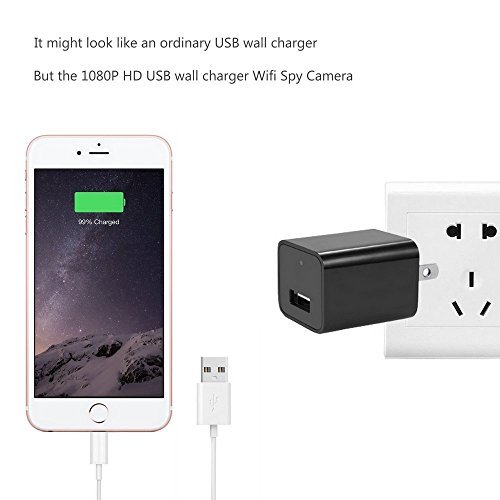 It might look like an ordinary USB wall charger
But the 1080P HD USB wall charger Wifi Spy Camera
99% Charged